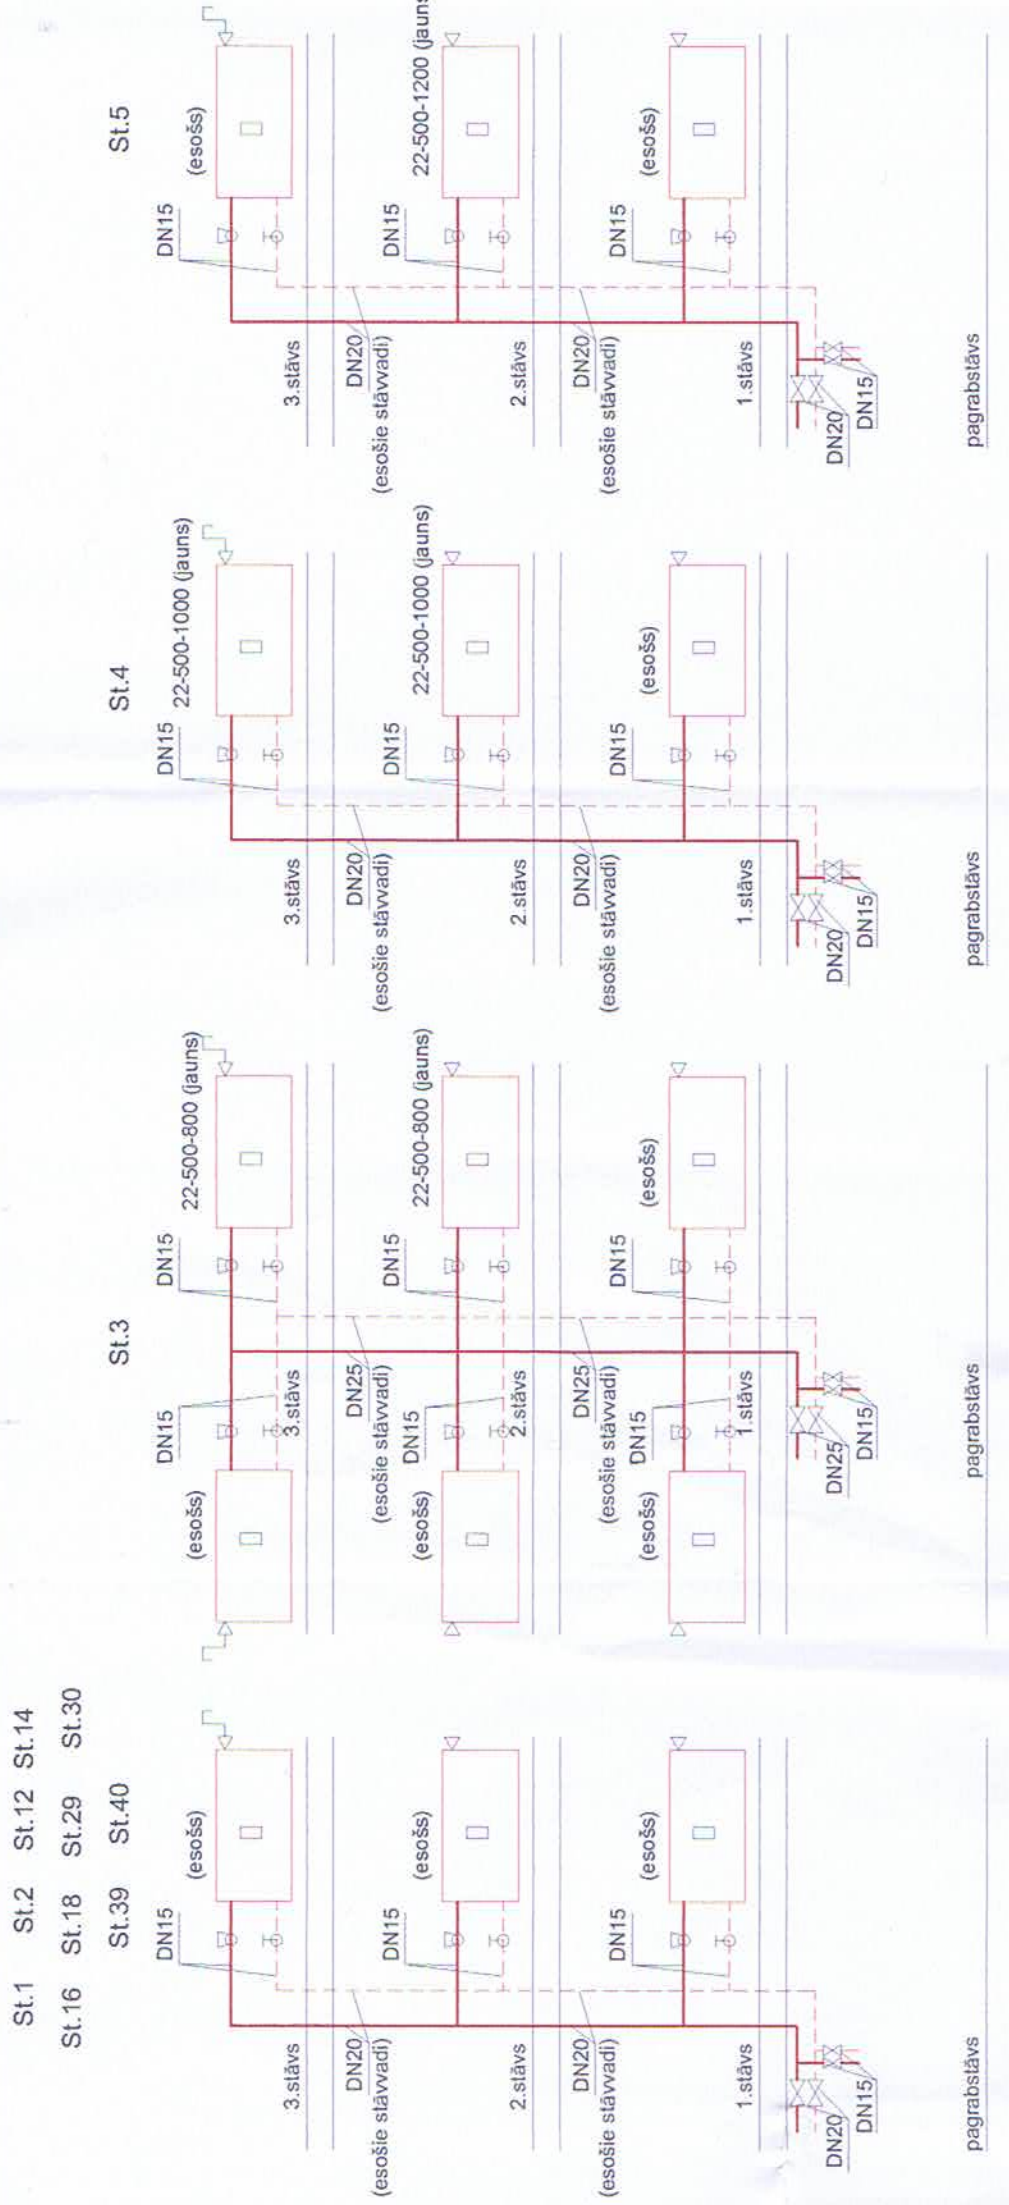 St.1 St.2 St.12 St.14
St.16 St.18 St.29 St.30
St.39 St.40
DN15
(esošs)
3.stāvs
DN20
(esošie stāvvadi)
DN15
(esošs)
2.stāvs
DN20
(esošie stāvvadi)
DN15
(esošs)
1.stāvs
DN20
DN15
pagrabstāvs
St.3
(esošs)
DN15
DN15
22-500-800 (jauns)
3.stāvs
DN25
(esošie stāvvadi)
(esošs)
DN15
DN15
22-500-800 (jauns)
2.stāvs
DN25
(esošie stāvvadi)
(esošs)
DN15
DN15
(esošs)
1.stāvs
DN25
DN15
pagrabstāvs
St.4
DN15
22-500-1000 (jauns)
3.stāvs
DN20
(esošie stāvvadi)
DN15
22-500-1000 (jauns)
2.stāvs
DN20
(esošie stāvvadi)
DN15
(esošs)
1.stāvs
DN20
DN15
pagrabstāvs
St.5
DN15
(esošs)
3.stāvs
DN20
(esošie stāvvadi)
DN15
22-500-1200 (jauns
2.stāvs
DN20
(esošie stāvvadi)
DN15
(esošs)
1.stāvs
DN20
DN15
pagrabstāvs